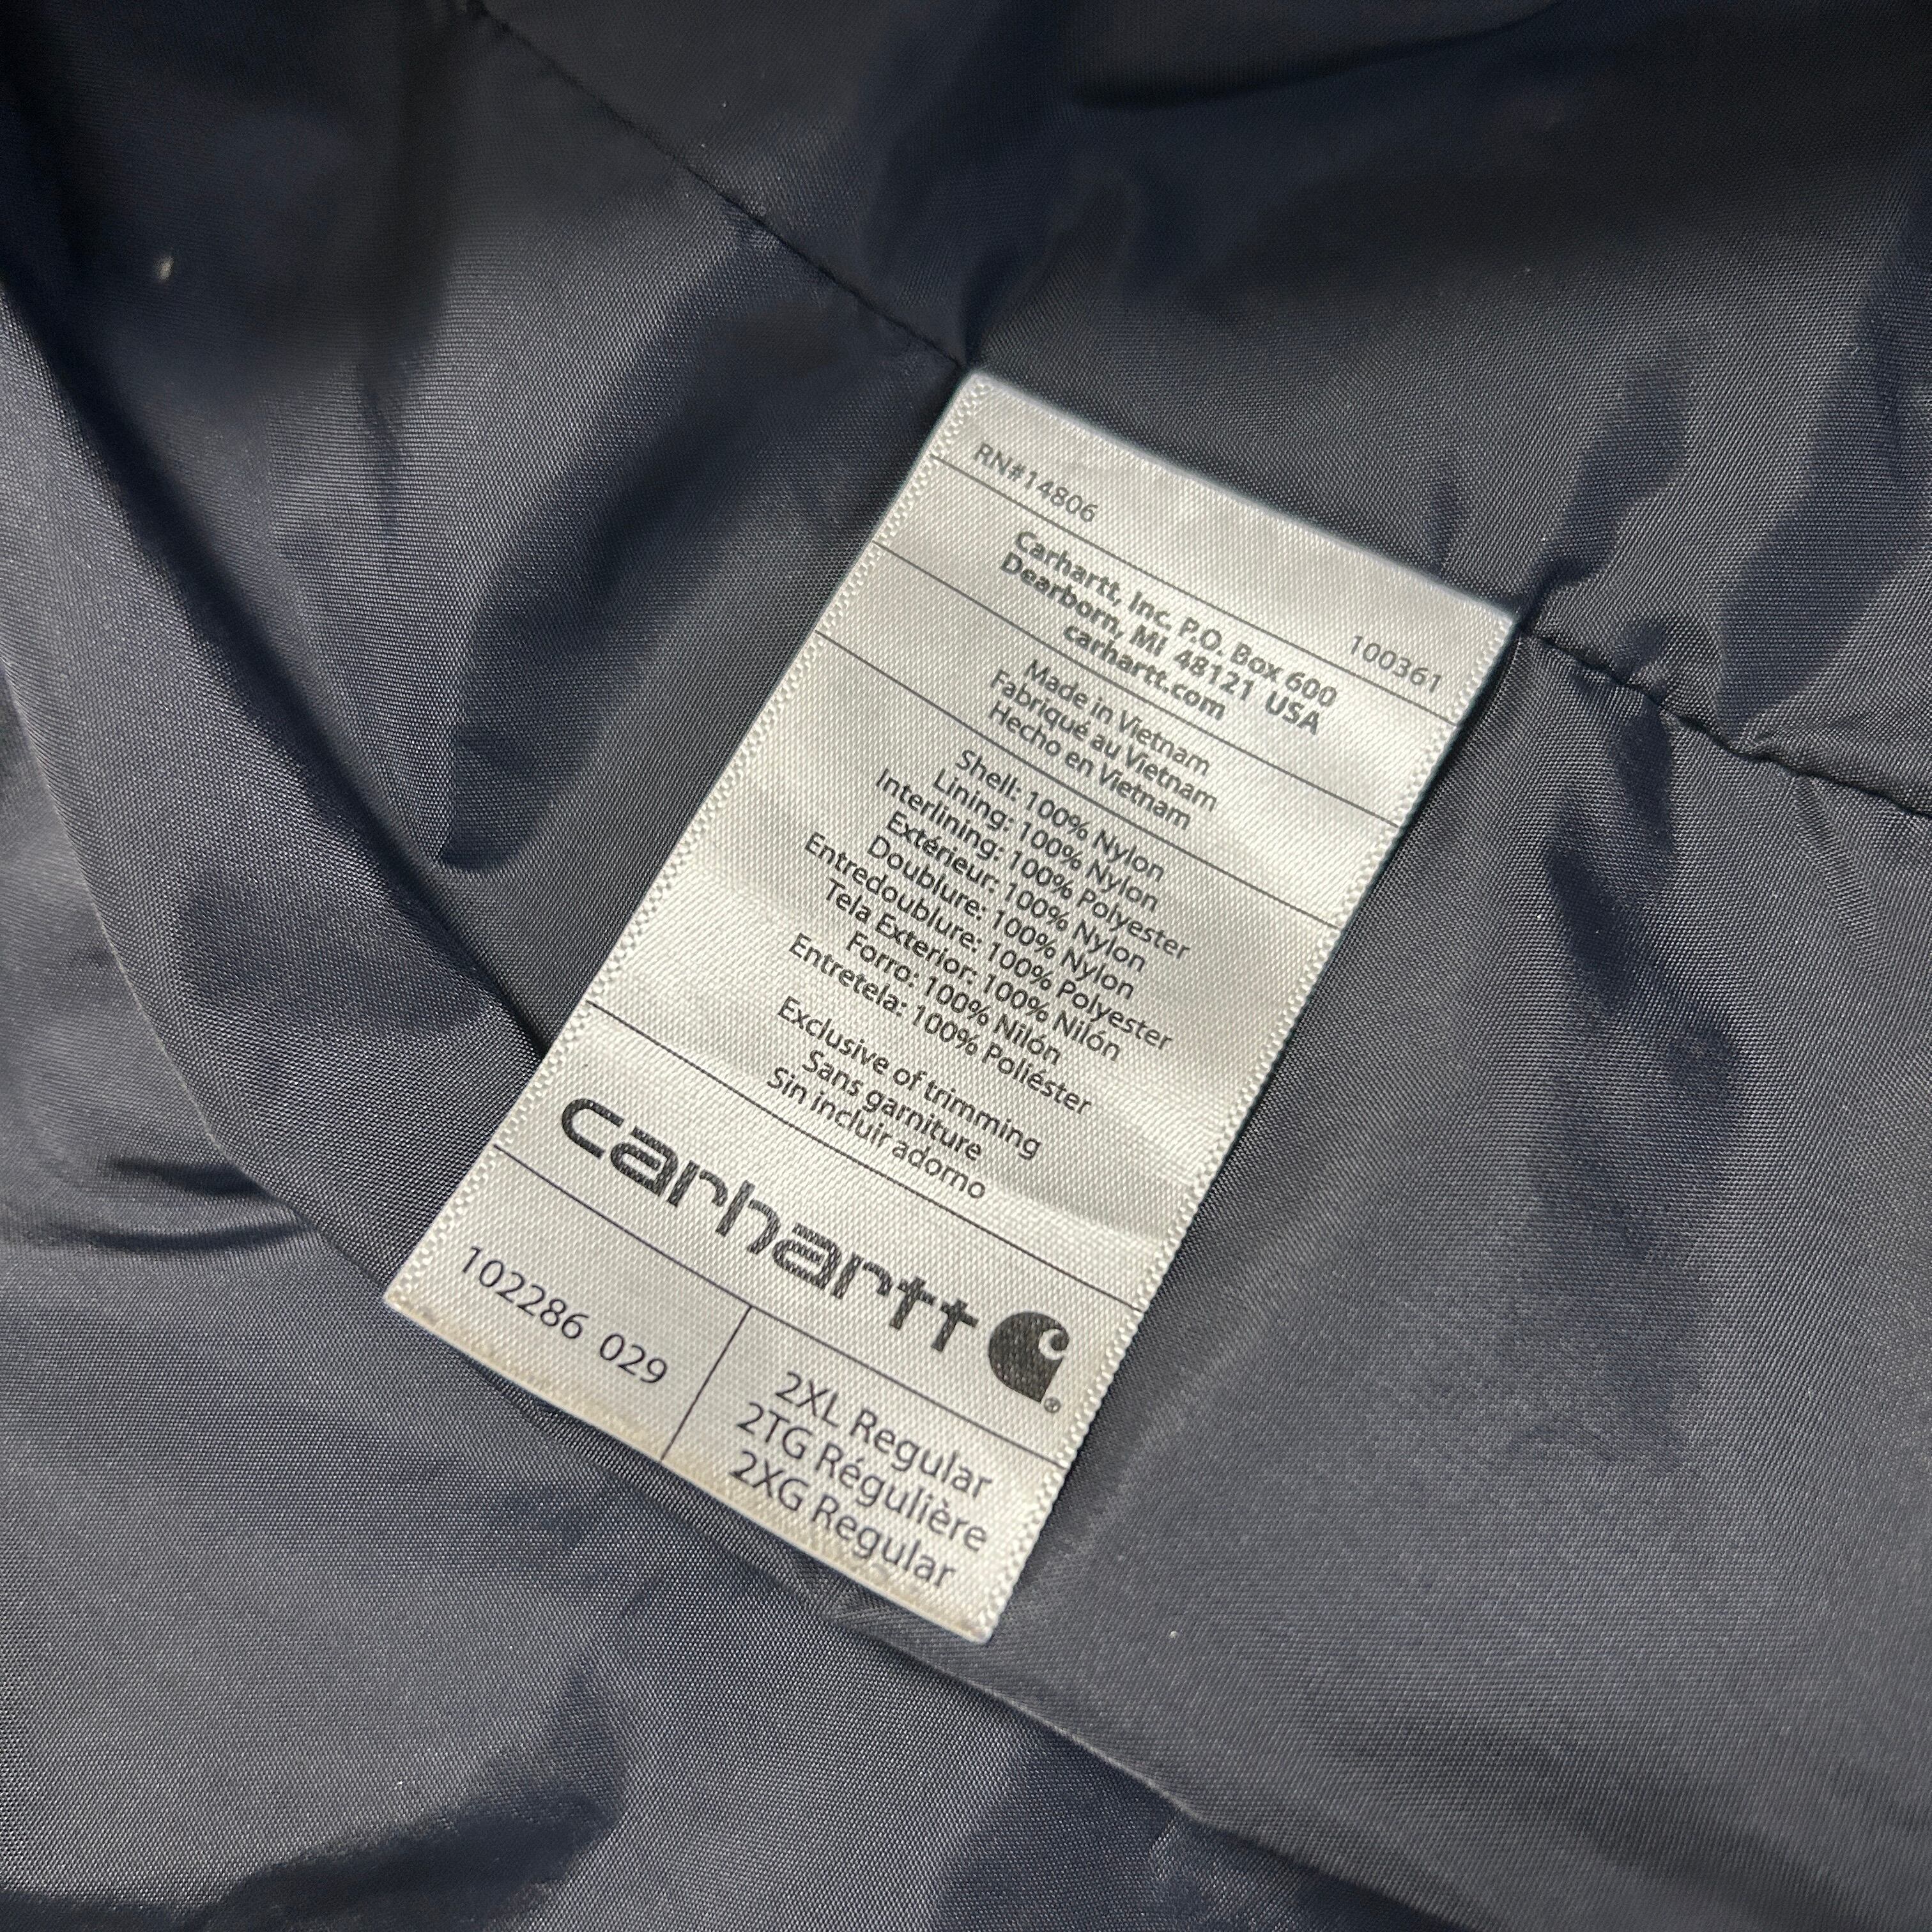 RN#14806 100361
Carhartt, Inc. P.O. Box 600
Dearborn, MI 48121 USA
carhartt.com
Made in Vietnam
Fabriqué au Vietnam
Hecho en Vietnam
Shell: 100% Nylon
Lining: 100% Nylon
Interlining: 100% Polyester
Extérieur: 100% Nylon
Doublure: 100% Nylon
Entredoublure: 100% Polyester
Tela Exterior: 100% Nilón
Forro: 100% Nilón
Entretela: 100% Poliéster
Exclusive of trimming
Sans garniture
Sin incluir adorno
carhartt ®
102286 029
2XL Regular
2TG Régulière
2XG Regular